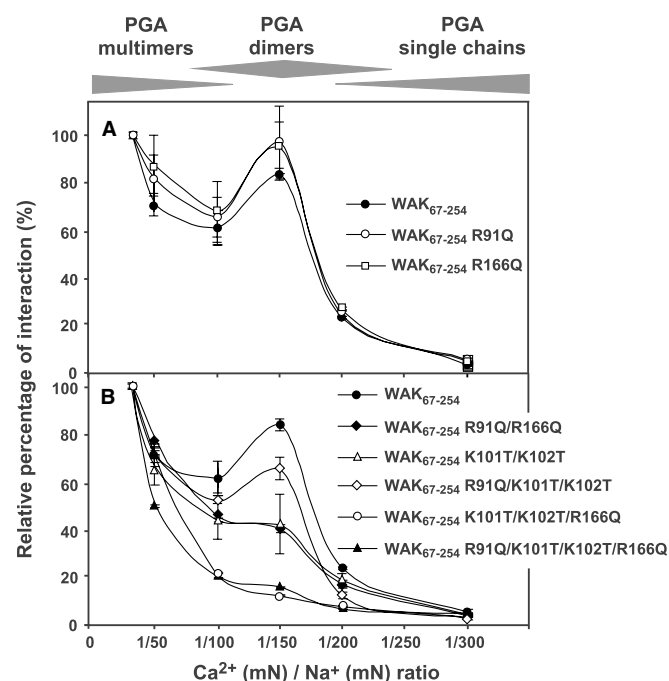 PGA multimers
PGA dimers
PGA single chains
A
100
80
60
40
20
0
WAK67-254
WAK67-254 R91Q
WAK67-254 R166Q
Relative percentage of interaction (%)
B
100
80
60
40
20
0
WAK67-254
WAK67-254 R91Q/R166Q
WAK67-254 K101T/K102T
WAK67-254 R91Q/K101T/K102T
WAK67-254 K101T/K102T/R166Q
WAK67-254 R91Q/K101T/K102T/R166Q
0 1/50 1/100 1/150 1/200 1/250 1/300
Ca2+ (mN) / Na+ (mN) ratio